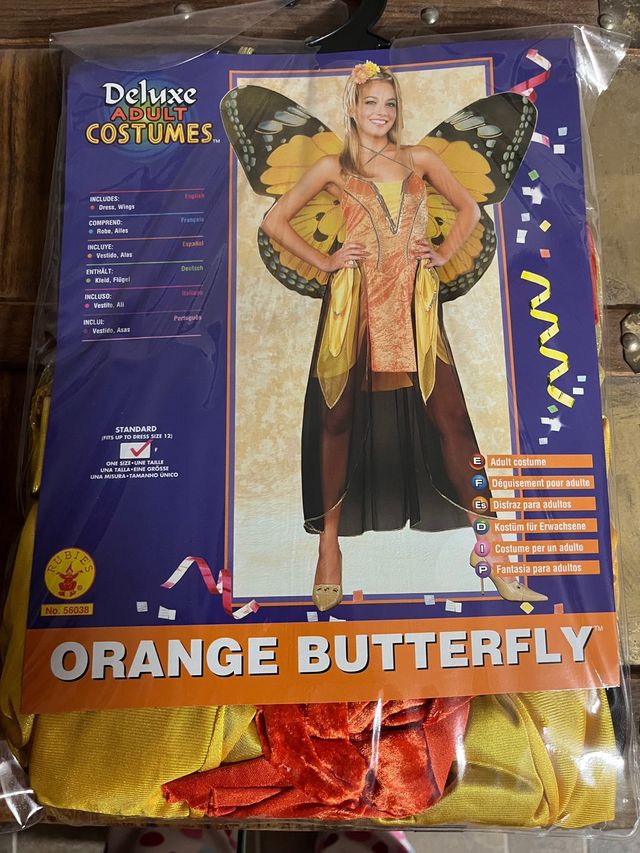 Deluxe
ADULT
COSTUMES™
INCLUDES: English
• Dress, Wings
COMPREND: Français
• Robe, Ailes
INCLUYE: Español
• Vestido, Alas
ENTHÄLT: Deutsch
• Kleid, Flügel
INCLUSO: Italiano
• Vestito, Ali
INCLUI: Português
• Vestido, Asas
STANDARD
(FITS UP TO DRESS SIZE 12)
F
ONE SIZE•UNE TAILLE
UNA TALLA•EINE GRÖSSE
UNA MISURA•TAMANHO ÚNICO
E Adult costume
F Déguisement pour adulte
Es Disfraz para adultos
D Kostüm für Erwachsene
I Costume per un adulto
P Fantasia para adultos
RUBIE'S
No. 56038
ORANGE BUTTERFLY™